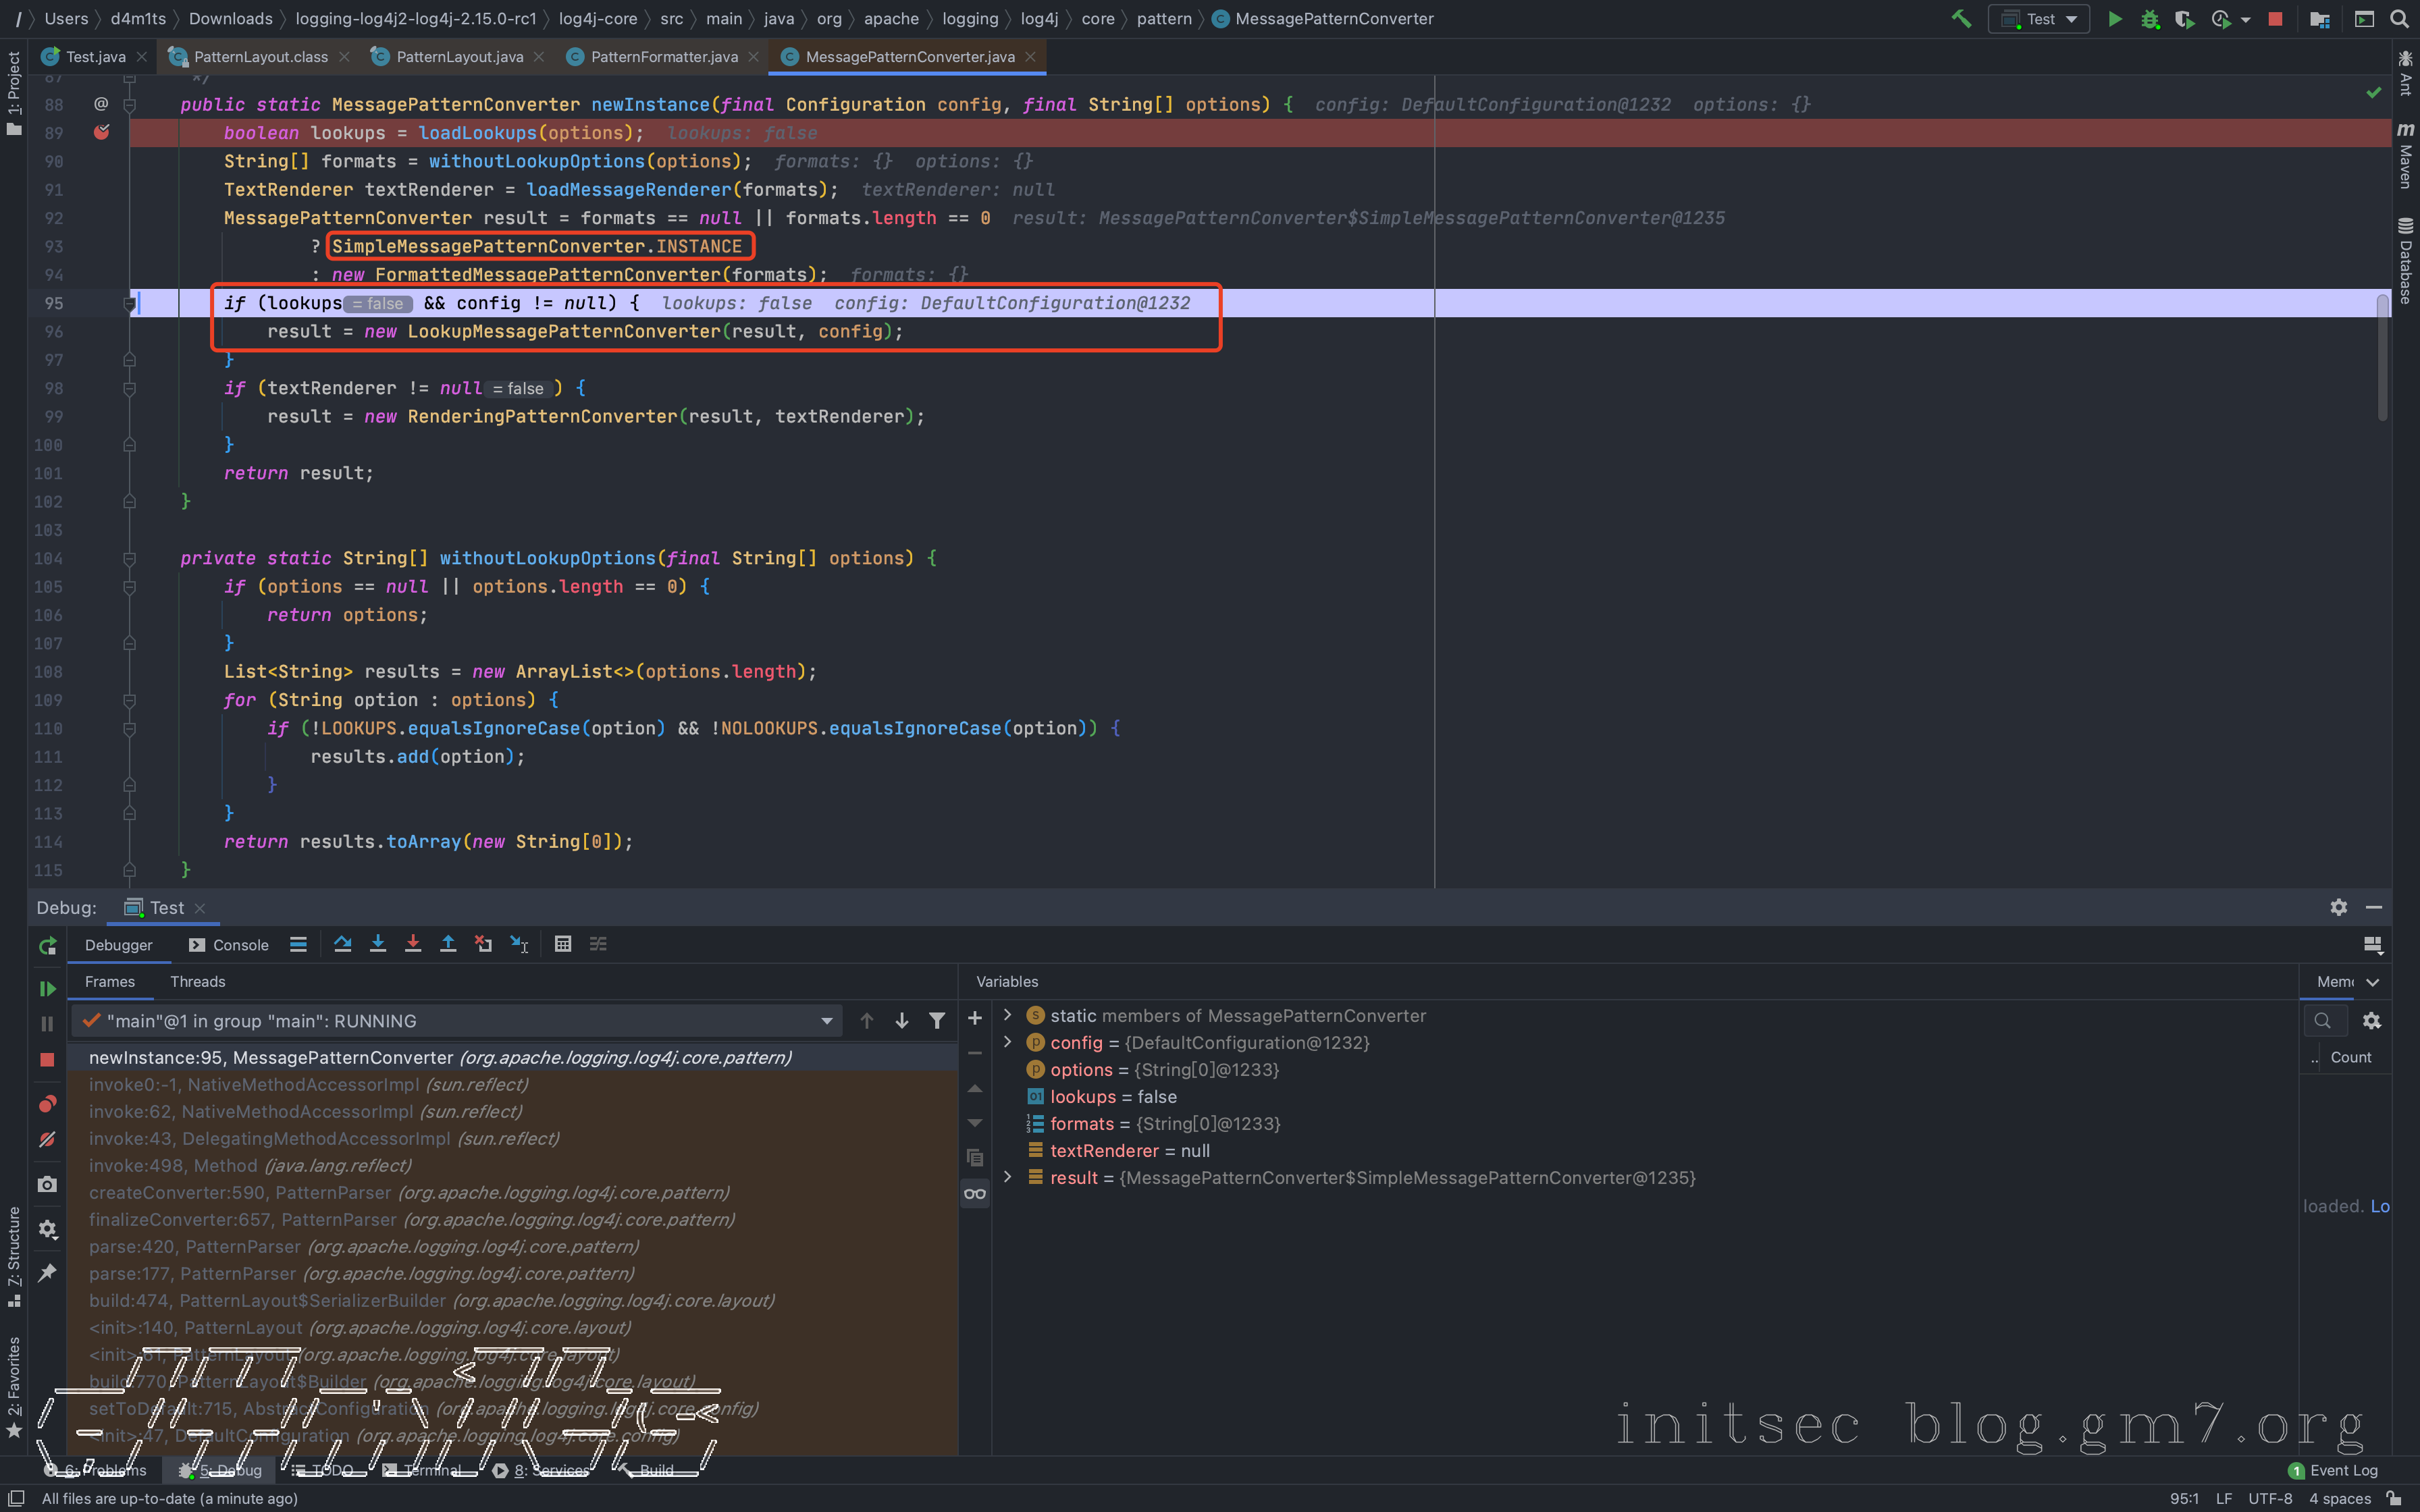 / Users d4m1ts Downloads logging-log4j2-log4j-2.15.0-rc1 log4j-core src main java org apache logging log4j core pattern MessagePatternConverter Test
1: Project
Test.java PatternLayout.class PatternLayout.java PatternFormatter.java MessagePatternConverter.java
87 */
88 @ public static MessagePatternConverter newInstance(final Configuration config, final String[] options) { config: DefaultConfiguration@1232 options: {}
89 boolean lookups = loadLookups(options); lookups: false
90 String[] formats = withoutLookupOptions(options); formats: {} options: {}
91 TextRenderer textRenderer = loadMessageRenderer(formats); textRenderer: null
92 MessagePatternConverter result = formats == null || formats.length == 0 result: MessagePatternConverter$SimpleMessagePatternConverter@1235
93 ? SimpleMessagePatternConverter.INSTANCE
94 : new FormattedMessagePatternConverter(formats); formats: {}
95 if (lookups = false && config != null) { lookups: false config: DefaultConfiguration@1232
96 result = new LookupMessagePatternConverter(result, config);
97 }
98 if (textRenderer != null = false ) {
99 result = new RenderingPatternConverter(result, textRenderer);
100 }
101 return result;
102 }
103
104 private static String[] withoutLookupOptions(final String[] options) {
105 if (options == null || options.length == 0) {
106 return options;
107 }
108 List<String> results = new ArrayList<>(options.length);
109 for (String option : options) {
110 if (!LOOKUPS.equalsIgnoreCase(option) && !NOLOOKUPS.equalsIgnoreCase(option)) {
111 results.add(option);
112 }
113 }
114 return results.toArray(new String[0]);
115 }
Ant
Maven
Database
Debug: Test
Debugger Console
Frames Threads
"main"@1 in group "main": RUNNING
newInstance:95, MessagePatternConverter (org.apache.logging.log4j.core.pattern)
invoke0:-1, NativeMethodAccessorImpl (sun.reflect)
invoke:62, NativeMethodAccessorImpl (sun.reflect)
invoke:43, DelegatingMethodAccessorImpl (sun.reflect)
invoke:498, Method (java.lang.reflect)
createConverter:590, PatternParser (org.apache.logging.log4j.core.pattern)
finalizeConverter:657, PatternParser (org.apache.logging.log4j.core.pattern)
parse:420, PatternParser (org.apache.logging.log4j.core.pattern)
parse:177, PatternParser (org.apache.logging.log4j.core.pattern)
build:474, PatternLayout$SerializerBuilder (org.apache.logging.log4j.core.layout)
<init>:140, PatternLayout (org.apache.logging.log4j.core.layout)
<init>:61, PatternLayout (org.apache.logging.log4j.core.layout)
build:770, PatternLayout$Builder (org.apache.logging.log4j.core.layout)
setToDefault:715, AbstractConfiguration (org.apache.logging.log4j.core.config)
<init>:47, DefaultConfiguration (org.apache.logging.log4j.core.config)
Variables
static members of MessagePatternConverter
config = {DefaultConfiguration@1232}
options = {String[0]@1233}
lookups = false
formats = {String[0]@1233}
textRenderer = null
result = {MessagePatternConverter$SimpleMessagePatternConverter@1235}
Mem
.. Count
loaded. Lo
7: Structure
2: Favorites
initsec blog.gm7.org
6: Problems 5: Debug TODO Terminal 8: Services Build 1 Event Log
All files are up-to-date (a minute ago) 95:1 LF UTF-8 4 spaces